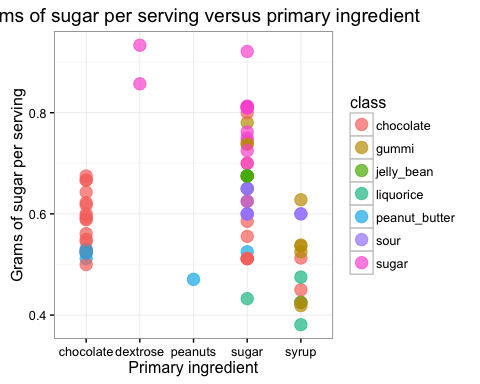 ms of sugar per serving versus primary ingredient
Grams of sugar per serving
0.8
0.6
0.4
chocolate dextrose peanuts sugar syrup
Primary ingredient
class
chocolate
gummi
jelly_bean
liquorice
peanut_butter
sour
sugar